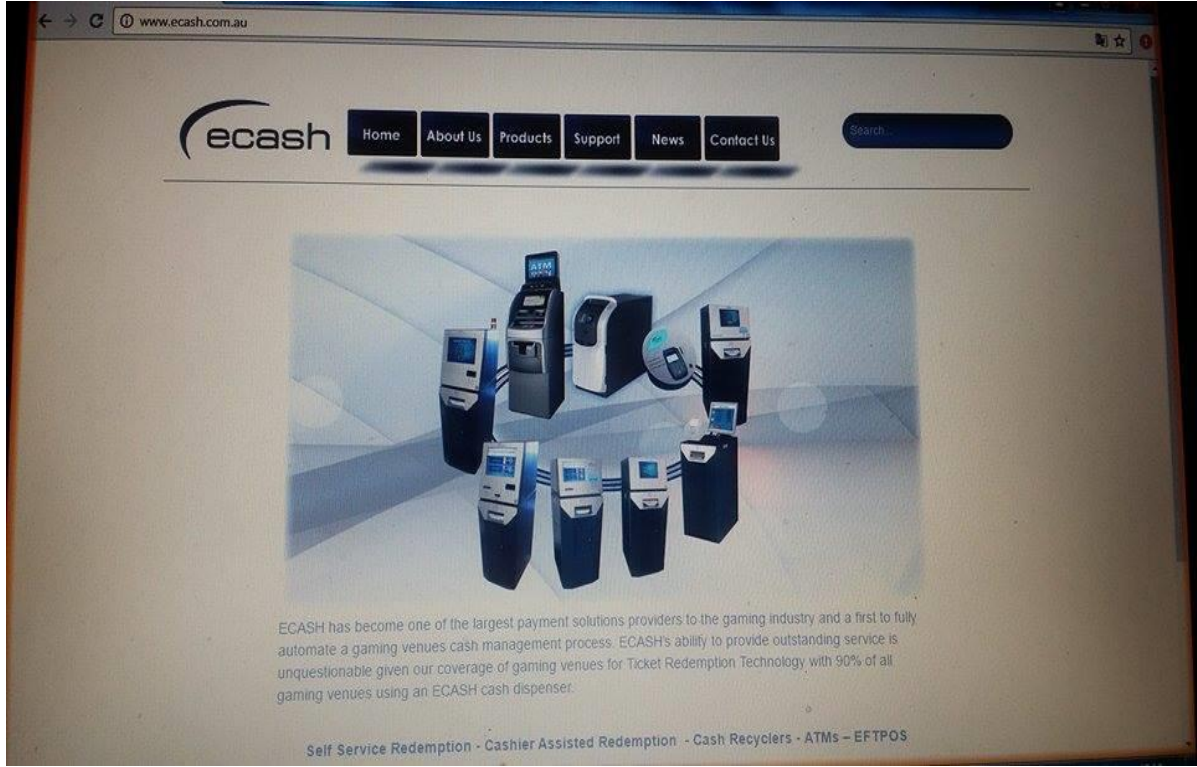 www.ecash.com.au
ecash
Home
About Us
Products
Support
News
Contact Us
Search...
ATM
ECASH has become one of the largest payment solutions providers to the gaming industry and a first to fully
automate a gaming venues cash management process. ECASH's ability to provide outstanding service is
unquestionable given our coverage of gaming venues for Ticket Redemption Technology with 90% of all
gaming venues using an ECASH cash dispenser.
Self Service Redemption - Cashier Assisted Redemption - Cash Recyclers - ATMs – EFTPOS